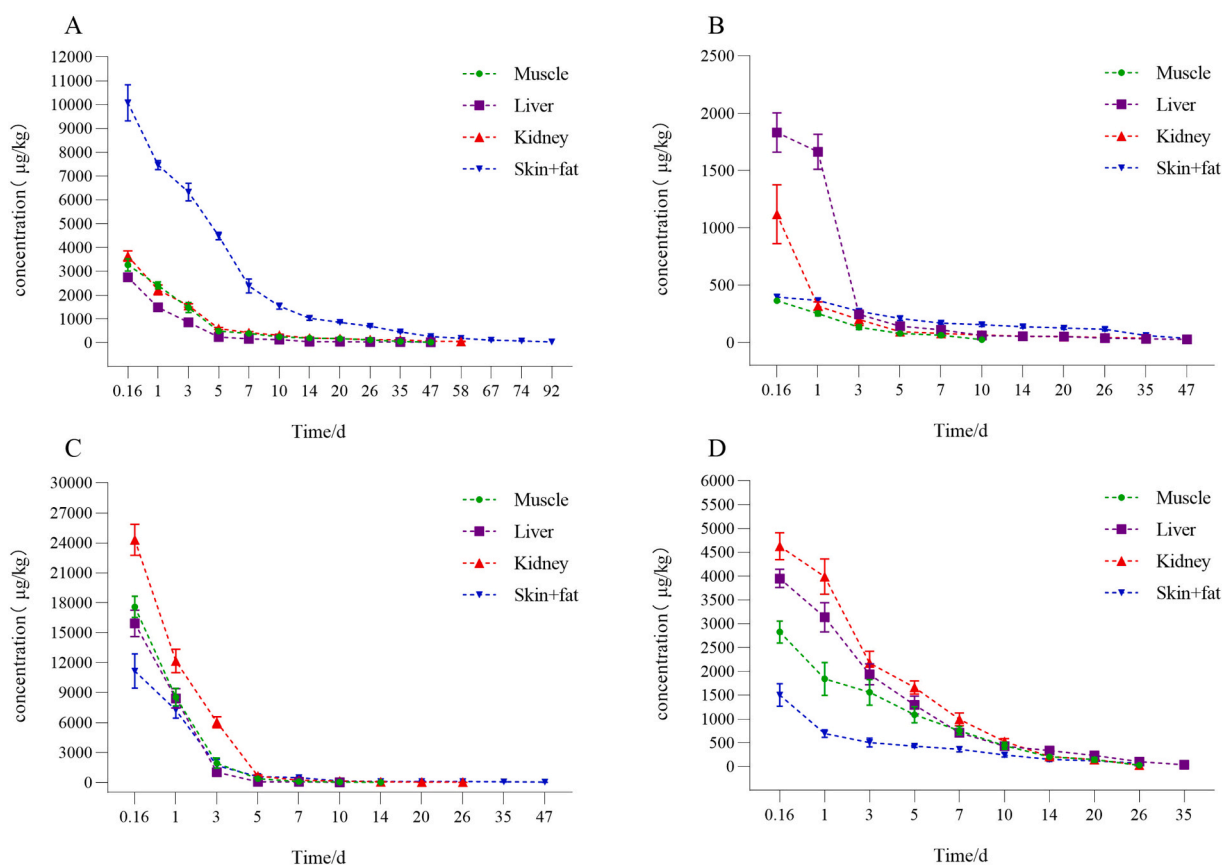 A
12000
11000
10000
9000
8000
7000
6000
5000
4000
3000
2000
1000
0
concentration( μg/kg)
Muscle
Liver
Kidney
Skin+fat
0.16 1 3 5 7 10 14 20 26 35 47 58 67 74 92
Time/d
B
2500
2000
1500
1000
500
0
concentration( μg/kg)
Muscle
Liver
Kidney
Skin+fat
0.16 1 3 5 7 10 14 20 26 35 47
Time/d
C
30000
27000
24000
21000
18000
15000
12000
9000
6000
3000
0
concentration( μg/kg)
Muscle
Liver
Kidney
Skin+fat
0.16 1 3 5 7 10 14 20 26 35 47
Time/d
D
6000
5500
5000
4500
4000
3500
3000
2500
2000
1500
1000
500
0
concentration( μg/kg)
Muscle
Liver
Kidney
Skin+fat
0.16 1 3 5 7 10 14 20 26 35
Time/d